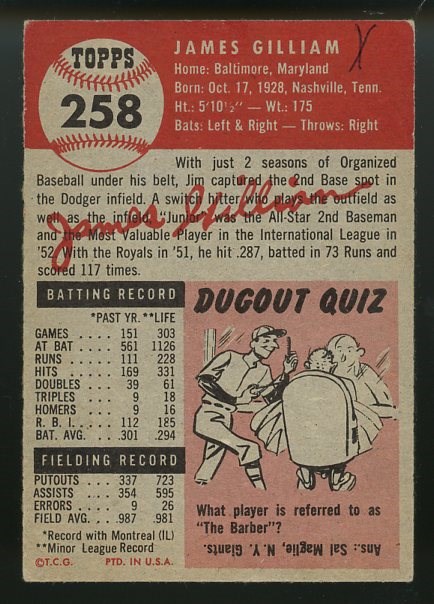 TOPPS
258
JAMES GILLIAM
Home: Baltimore, Maryland
Born: Oct. 17, 1928, Nashville, Tenn.
Ht.: 5'10½" — Wt.: 175
Bats: Left & Right — Throws: Right
With just 2 seasons of Organized
Baseball under his belt, Jim captured the 2nd Base spot
in the Dodger infield. A switch hitter who plays the outfield as
well as the infield. "Junior" was the All-Star 2nd Baseman
and the Most Valuable Player in the International League in
'52. With the Royals in '51, he hit .287, batted in 73 Runs and
scored 117 times.
James Gilliam
BATTING RECORD
*PAST YR. **LIFE
GAMES .... 151 303
AT BAT .... 561 1126
RUNS .... 111 228
HITS .... 169 331
DOUBLES .. 39 61
TRIPLES ... 9 18
HOMERS ... 9 16
R. B. I. .... 112 185
BAT. AVG. .. .301 .294
FIELDING RECORD
PUTOUTS .. 337 723
ASSISTS .... 354 595
ERRORS .... 9 26
FIELD AVG. . .987 .981
*Record with Montreal (IL)
**Minor League Record
©T.C.G. PTD. IN U.S.A.
DUGOUT QUIZ
What player is referred to as
"The Barber"?
Ans.: Sal Maglie, N. Y. Giants.